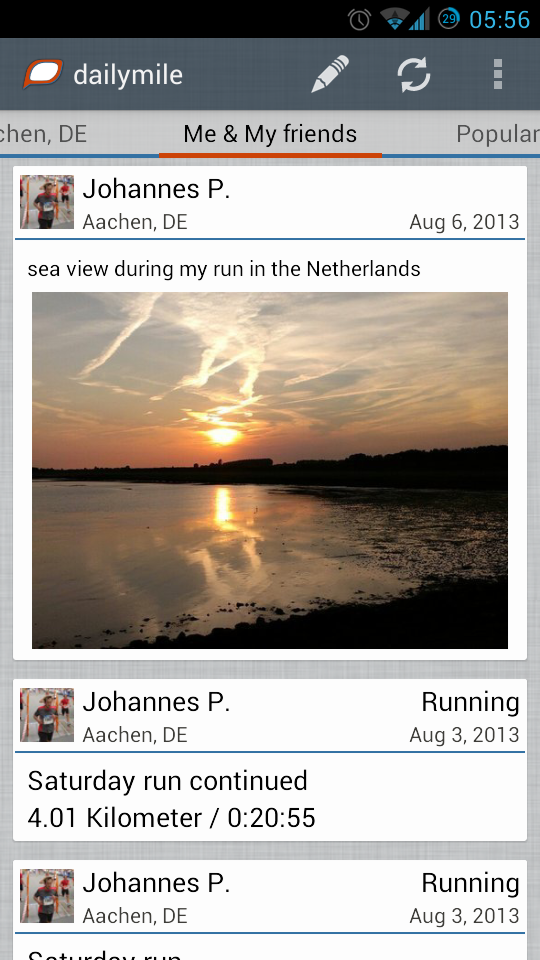 29 05:56
dailymile
chen, DE Me & My friends Popular
Johannes P.
Aachen, DE Aug 6, 2013
sea view during my run in the Netherlands
Johannes P. Running
Aachen, DE Aug 3, 2013
Saturday run continued
4.01 Kilometer / 0:20:55
Johannes P. Running
Aachen, DE Aug 3, 2013
Saturday run